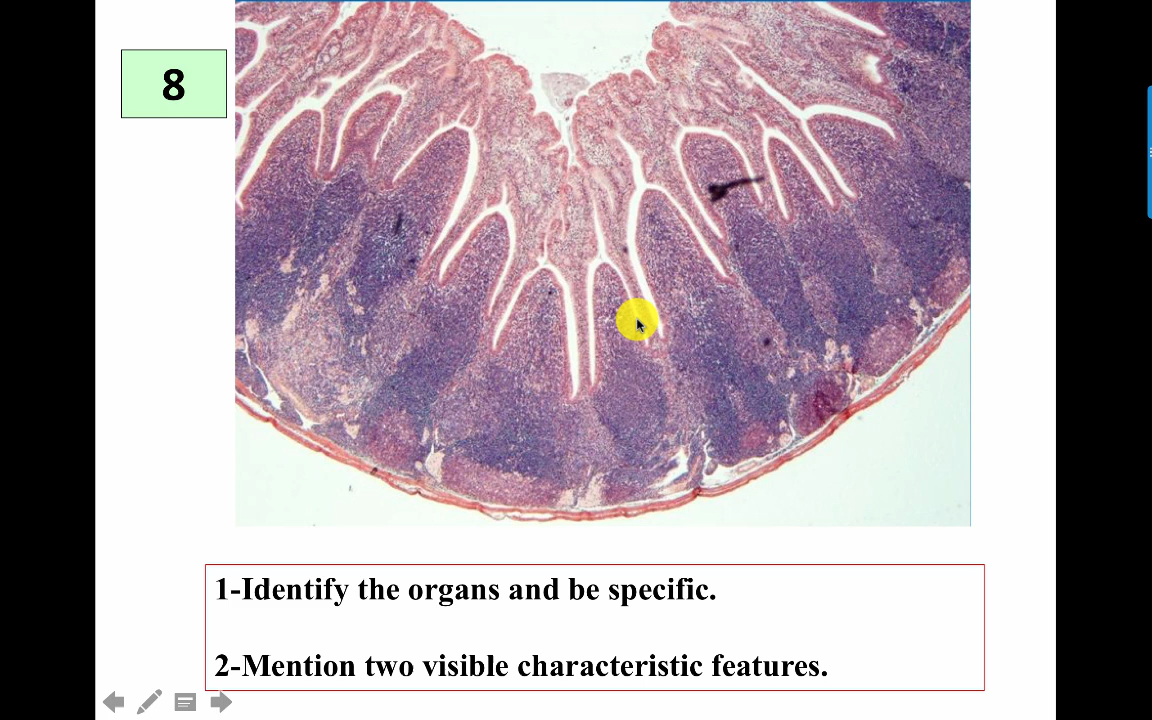 8
1-Identify the organs and be specific.
2-Mention two visible characteristic features.